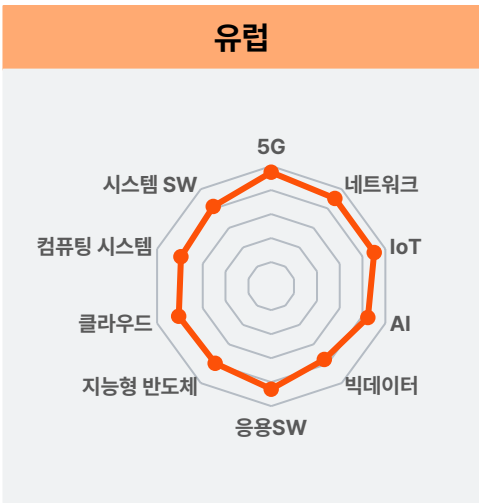 유럽
5G
시스템 SW
네트워크
컴퓨팅 시스템
IoT
클라우드
AI
지능형 반도체
빅데이터
응용SW